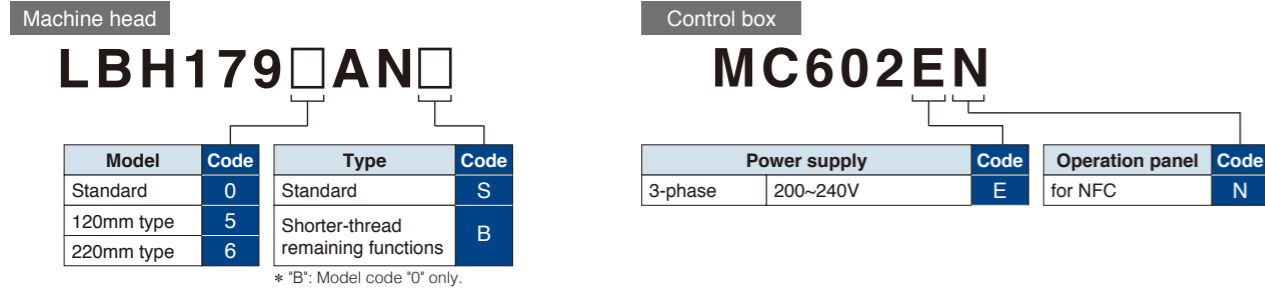 Machine head
LBH179□AN□
Model Code
Standard 0
120mm type 5
220mm type 6
Type Code
Standard S
Shorter-thread
remaining functions B
* "B": Model code "0" only.
Control box
MC602EN
Power supply Code
3-phase 200~240V E
Operation panel Code
for NFC N